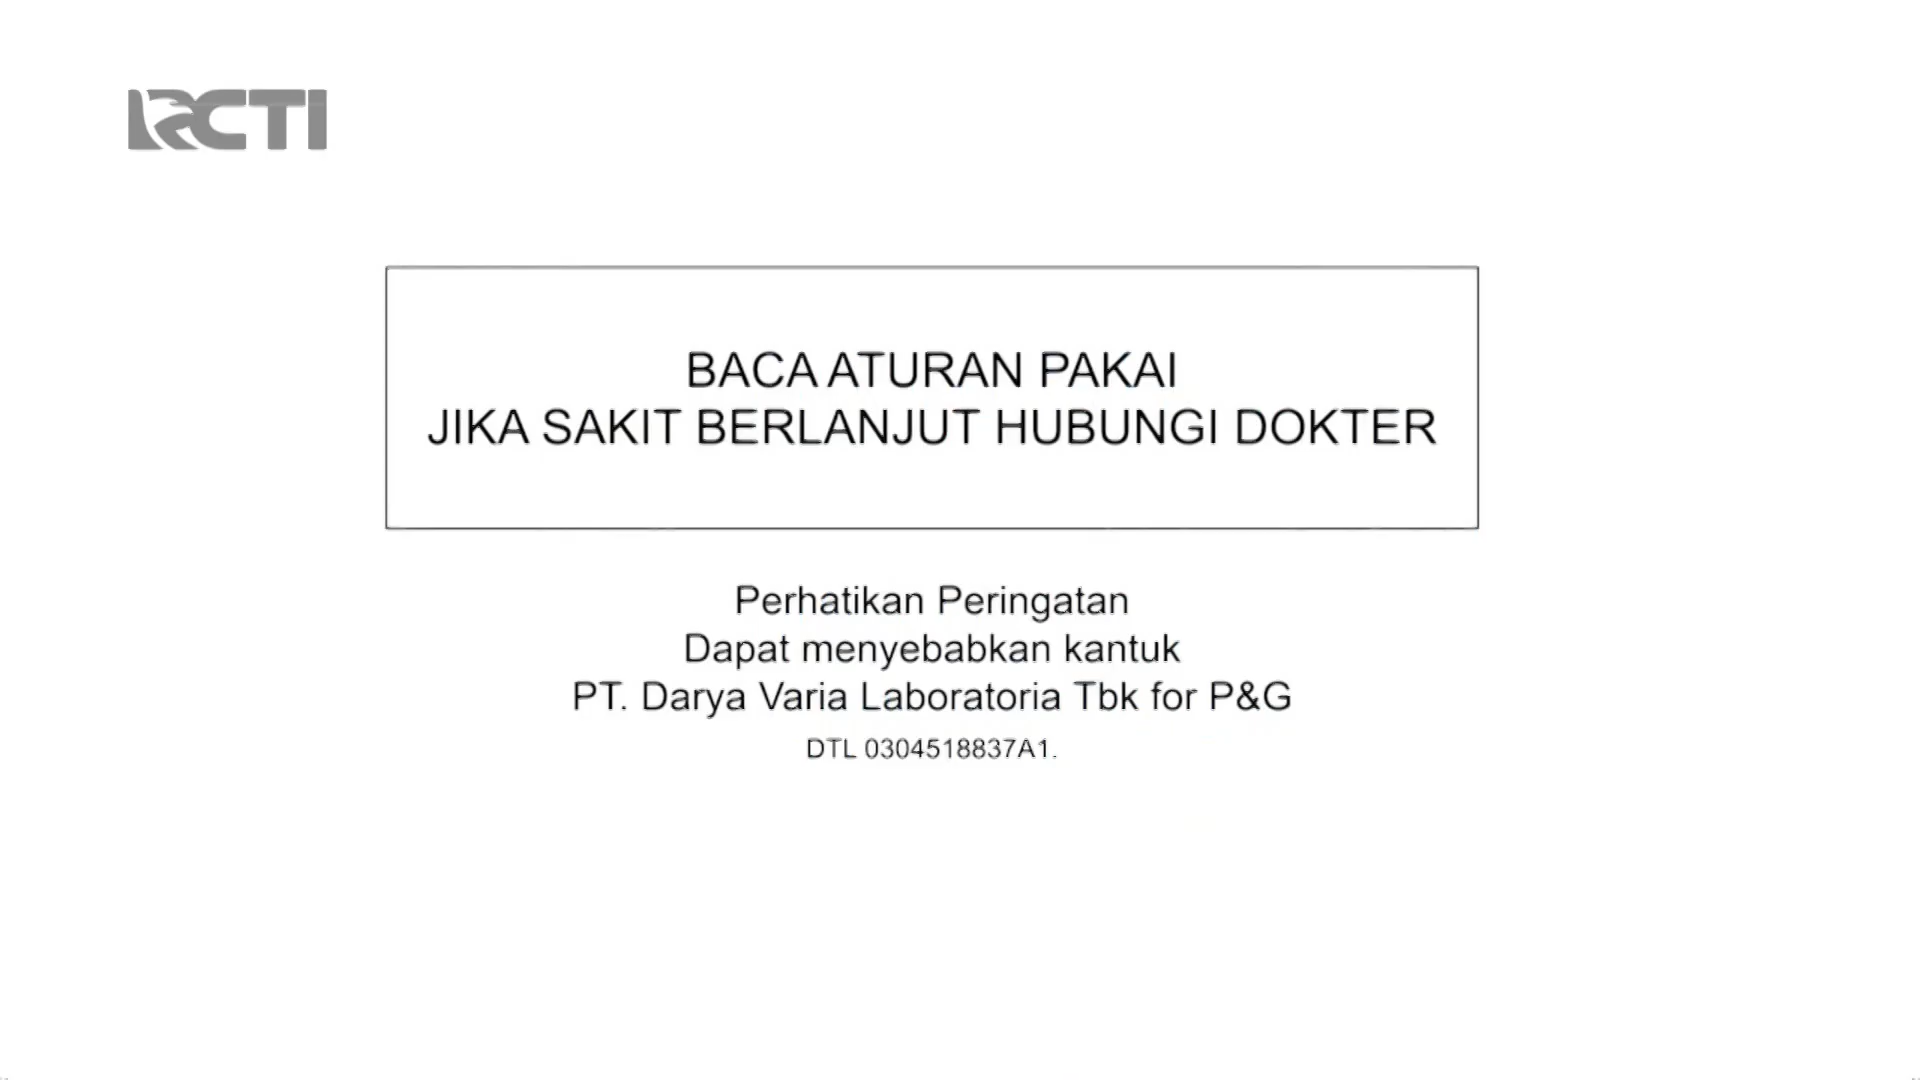 RCTI
BACA ATURAN PAKAI
JIKA SAKIT BERLANJUT HUBUNGI DOKTER
Perhatikan Peringatan
Dapat menyebabkan kantuk
PT. Darya Varia Laboratoria Tbk for P&G
DTL 0304518837A1.